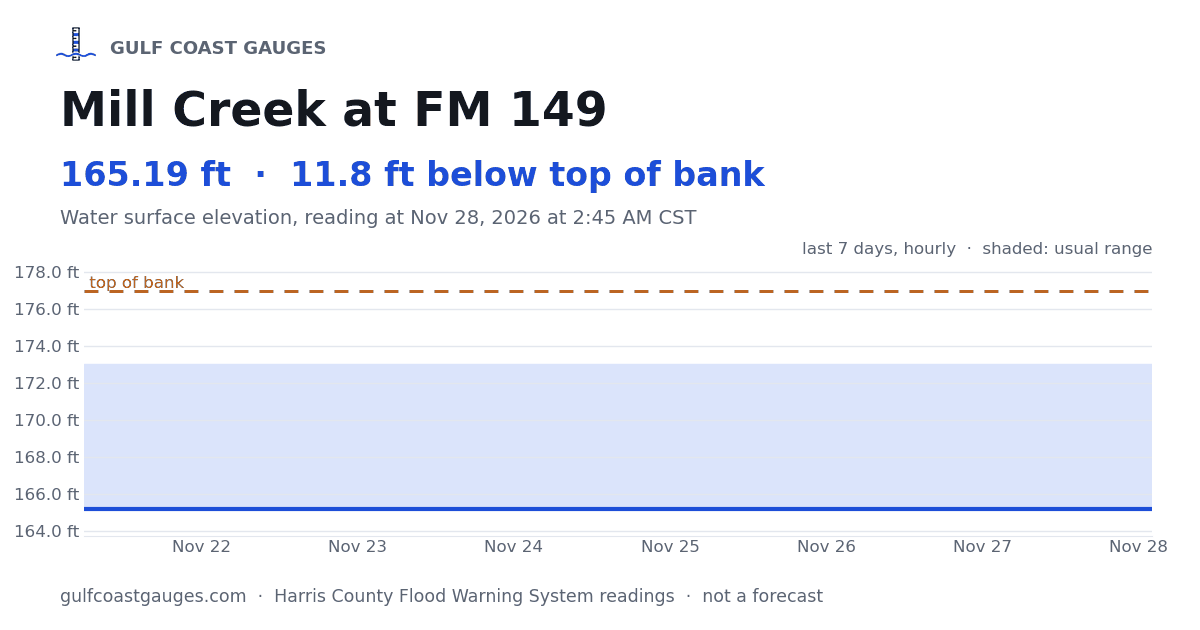 GULF COAST GAUGES
Mill Creek at FM 149
165.19 ft · 11.8 ft below top of bank
Water surface elevation, reading at Nov 28, 2026 at 2:45 AM CST
last 7 days, hourly · shaded: usual range
178.0 ft
top of bank
176.0 ft
174.0 ft
172.0 ft
170.0 ft
168.0 ft
166.0 ft
164.0 ft
Nov 22 Nov 23 Nov 24 Nov 25 Nov 26 Nov 27 Nov 28
gulfcoastgauges.com · Harris County Flood Warning System readings · not a forecast